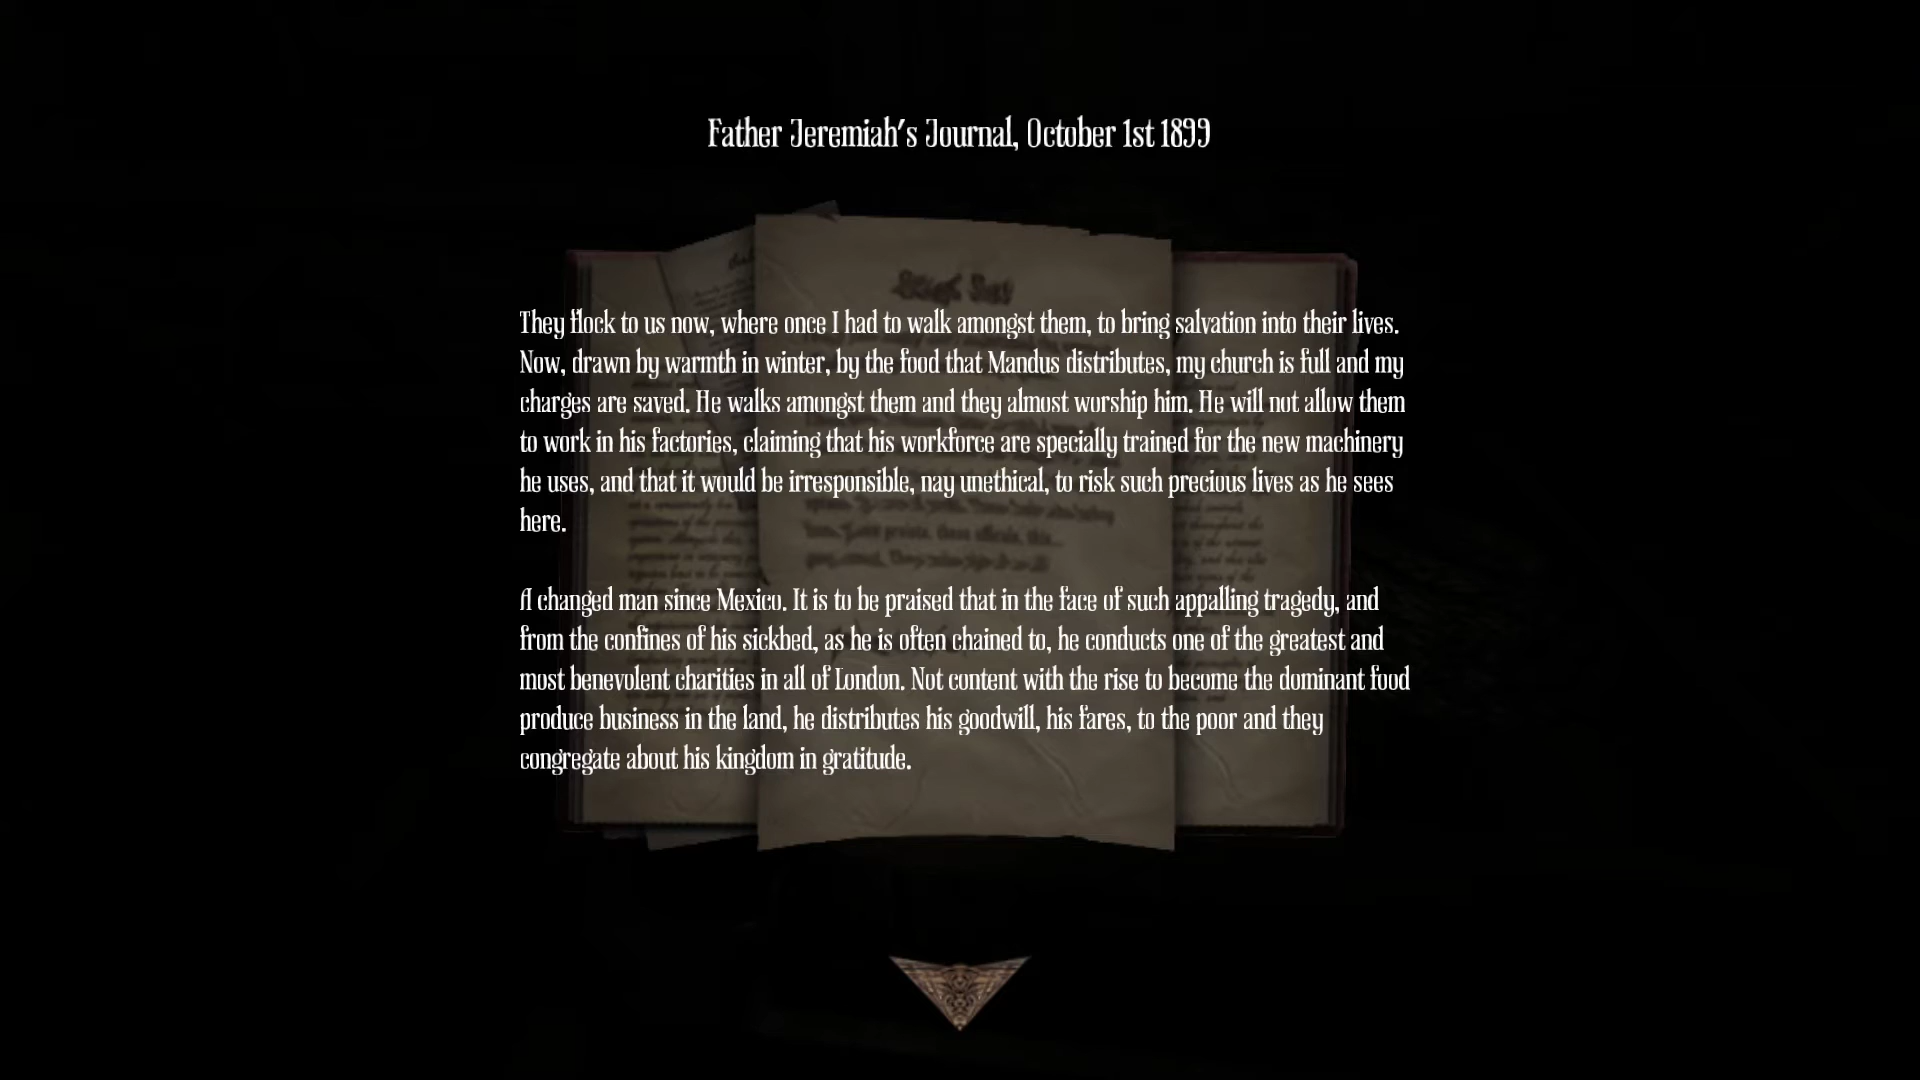 Father Jeremiah's Journal, October 1st 1899
They flock to us now, where once I had to walk amongst them, to bring salvation into their lives.
Now, drawn by warmth in winter, by the food that Mandus distributes, my church is full and my
charges are saved. He walks amongst them and they almost worship him. He will not allow them
to work in his factories, claiming that his workforce are specially trained for the new machinery
he uses, and that it would be irresponsible, nay unethical, to risk such precious lives as he sees
here.
A changed man since Mexico. It is to be praised that in the face of such appalling tragedy, and
from the confines of his sickbed, as he is often chained to, he conducts one of the greatest and
most benevolent charities in all of London. Not content with the rise to become the dominant food
produce business in the land, he distributes his goodwill, his fares, to the poor and they
congregate about his kingdom in gratitude.